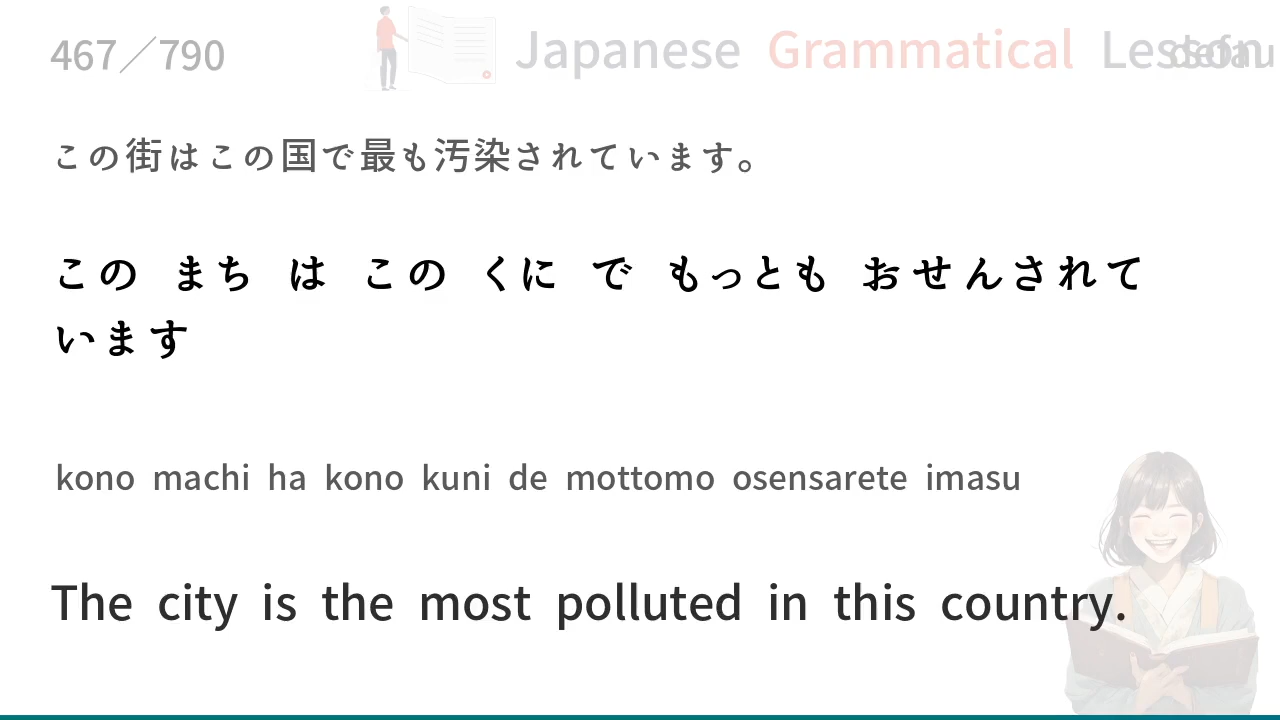 467／790
Japanese Grammatical Lesson
defau
この街はこの国で最も汚染されています。
この まち は この くに で もっとも おせんされて
います
kono machi ha kono kuni de mottomo osensarete imasu
The city is the most polluted in this country.